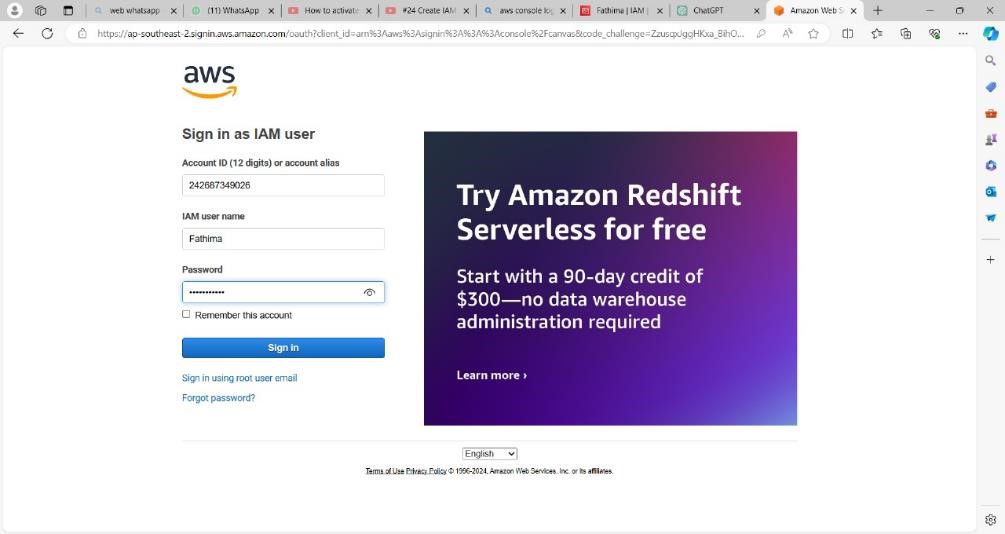 web whatsapp
(11) WhatsApp
How to activate
#24 Create IAM
aws console log
Fathima | IAM |
ChatGPT
Amazon Web S
https://ap-southeast-2.signin.aws.amazon.com/oauth?client_id=arn%3Aaws%3Asignin%3A%3A%3Aconsole%2Fcanvas&code_challenge=
aws
Sign in as IAM user
Account ID (12 digits) or account alias
242687349026
IAM user name
Fathima
Password
•••••••••••
Remember this account
Sign in
Sign in using root user email
Forgot password?
Try Amazon Redshift
Serverless for free
Start with a 90-day credit of
$300—no data warehouse
administration required
Learn more ›
English
Terms of Use Privacy Policy © 1996-2024, Amazon Web Services, Inc. or its affiliates.